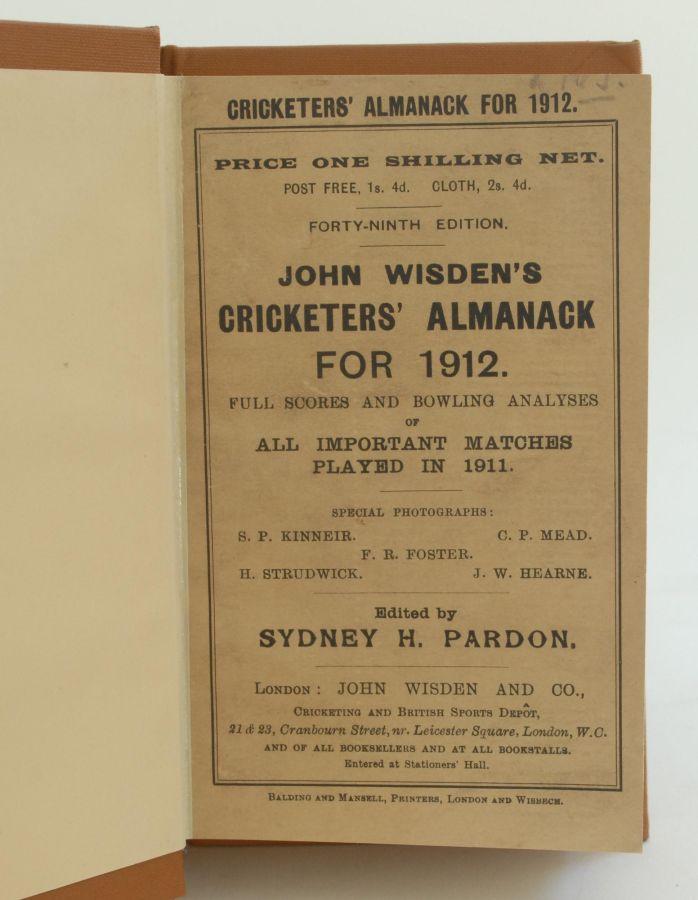 CRICKETERS' ALMANACK FOR 1912.
PRICE ONE SHILLING NET.
POST FREE, 1s. 4d. CLOTH, 2s. 4d.
FORTY-NINTH EDITION.
JOHN WISDEN'S
CRICKETERS' ALMANACK
FOR 1912.
FULL SCORES AND BOWLING ANALYSES
OF
ALL IMPORTANT MATCHES
PLAYED IN 1911.
SPECIAL PHOTOGRAPHS:
S. P. KINNEIR. C. P. MEAD.
F. R. FOSTER.
H. STRUDWICK. J. W. HEARNE.
Edited by
SYDNEY H. PARDON.
LONDON: JOHN WISDEN AND CO.,
CRICKETING AND BRITISH SPORTS DEPÔT,
21 & 23, Cranbourn Street, nr. Leicester Square, London, W.C.
AND OF ALL BOOKSELLERS AND AT ALL BOOKSTALLS.
Entered at Stationers' Hall.
BALDING AND MANSELL, PRINTERS, LONDON AND WISBECH.